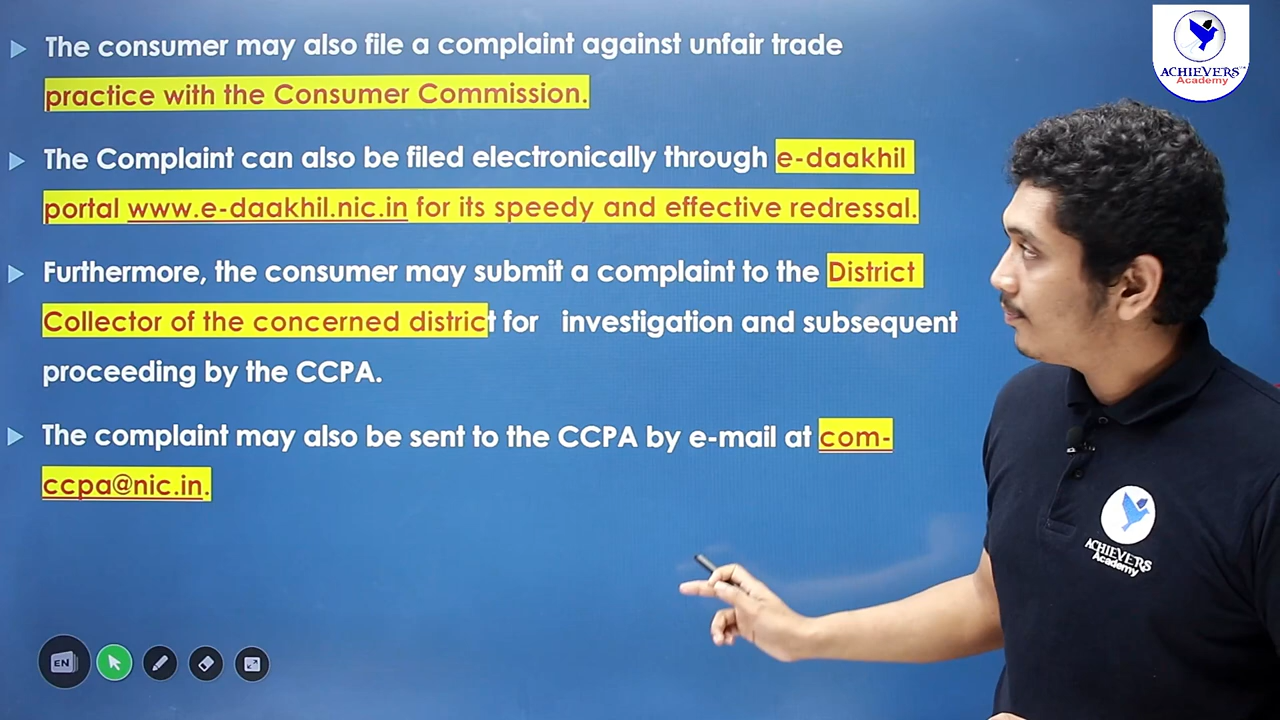 The consumer may also file a complaint against unfair trade
practice with the Consumer Commission.
The Complaint can also be filed electronically through e-daakhil
portal www.e-daakhil.nic.in for its speedy and effective redressal.
Furthermore, the consumer may submit a complaint to the District
Collector of the concerned district for investigation and subsequent
proceeding by the CCPA.
The complaint may also be sent to the CCPA by e-mail at com-
ccpa@nic.in.
EN
ACHIEVERS
Academy
ACHIEVERS
Academy